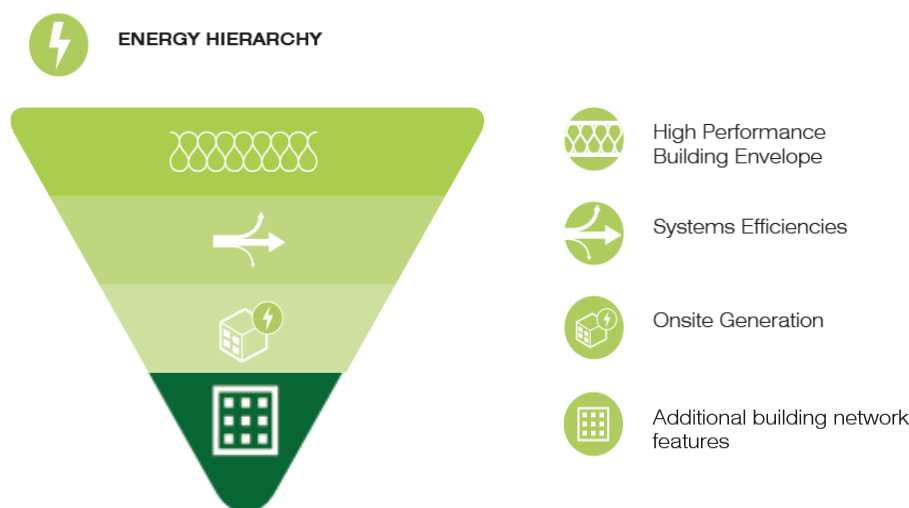 ENERGY HIERARCHY
High Performance
Building Envelope
Systems Efficiencies
Onsite Generation
Additional building network
features